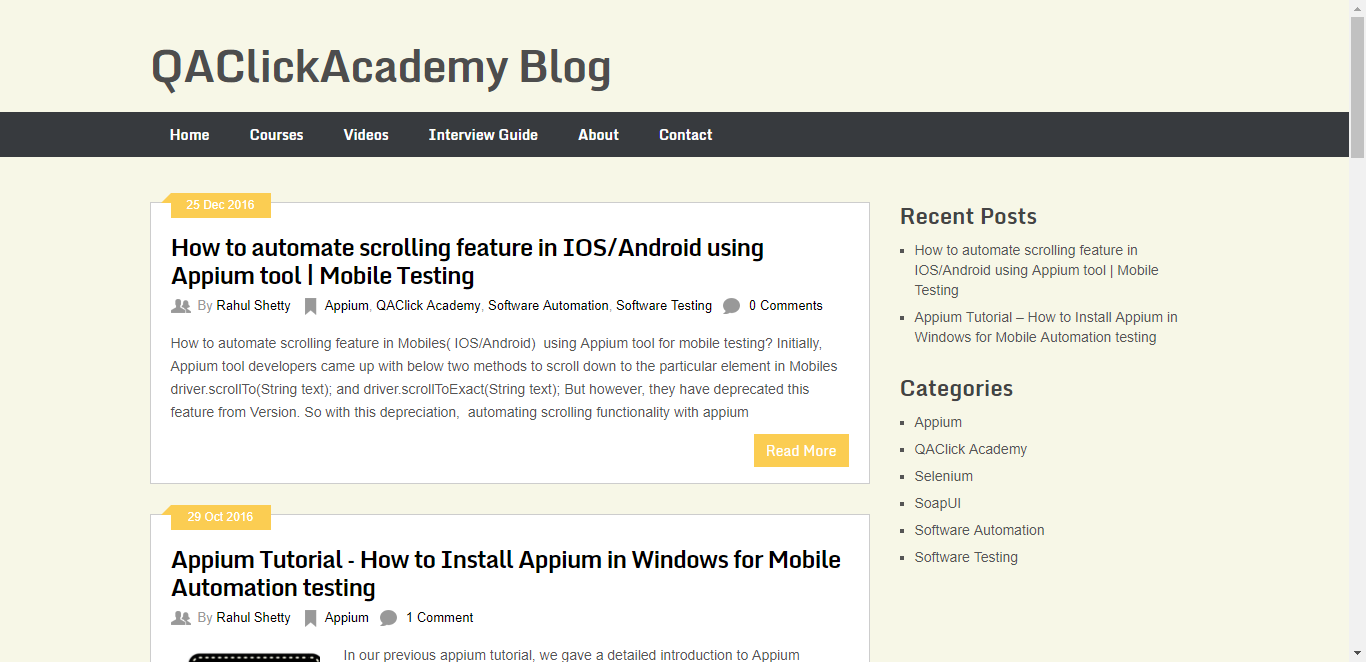 QAClickAcademy Blog
Home Courses Videos Interview Guide About Contact
25 Dec 2016
How to automate scrolling feature in IOS/Android using
Appium tool | Mobile Testing
By Rahul Shetty Appium, QAClick Academy, Software Automation, Software Testing 0 Comments
How to automate scrolling feature in Mobiles( IOS/Android)  using Appium tool for mobile testing? Initially,
Appium tool developers came up with below two methods to scroll down to the particular element in Mobiles
driver.scrollTo(String text); and driver.scrollToExact(String text); But however, they have deprecated this
feature from Version. So with this depreciation,  automating scrolling functionality with appium
Read More
29 Oct 2016
Appium Tutorial - How to Install Appium in Windows for Mobile
Automation testing
By Rahul Shetty Appium 1 Comment
In our previous appium tutorial, we gave a detailed introduction to Appium
Recent Posts
How to automate scrolling feature in
IOS/Android using Appium tool | Mobile
Testing
Appium Tutorial – How to Install Appium in
Windows for Mobile Automation testing
Categories
Appium
QAClick Academy
Selenium
SoapUI
Software Automation
Software Testing